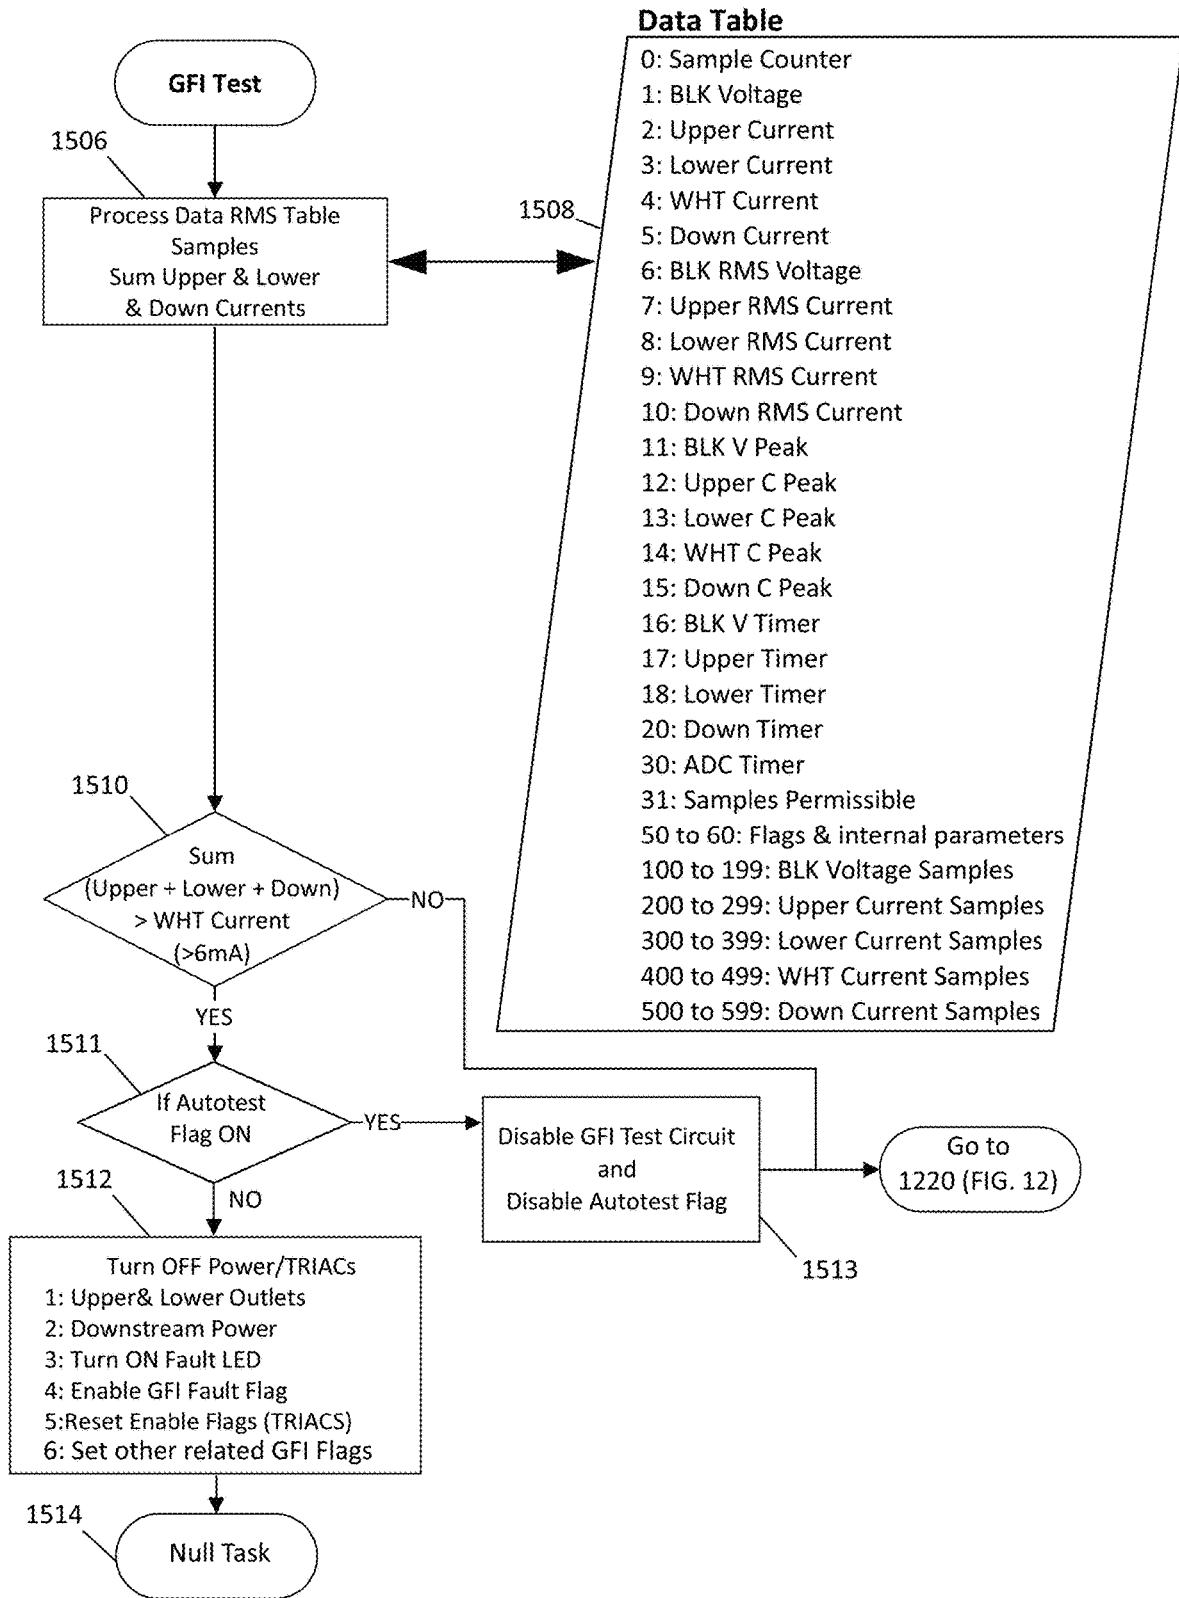 Data Table
GFI Test
1506
Process Data RMS Table
Samples
Sum Upper & Lower
& Down Currents
1508
0: Sample Counter
1: BLK Voltage
2: Upper Current
3: Lower Current
4: WHT Current
5: Down Current
6: BLK RMS Voltage
7: Upper RMS Current
8: Lower RMS Current
9: WHT RMS Current
10: Down RMS Current
11: BLK V Peak
12: Upper C Peak
13: Lower C Peak
14: WHT C Peak
15: Down C Peak
16: BLK V Timer
17: Upper Timer
18: Lower Timer
20: Down Timer
30: ADC Timer
31: Samples Permissible
50 to 60: Flags & internal parameters
100 to 199: BLK Voltage Samples
200 to 299: Upper Current Samples
300 to 399: Lower Current Samples
400 to 499: WHT Current Samples
500 to 599: Down Current Samples
1510
Sum
(Upper + Lower + Down)
> WHT Current
(>6mA)
NO
YES
1511
If Autotest
Flag ON
YES
Disable GFI Test Circuit
and
Disable Autotest Flag
1513
Go to
1220 (FIG. 12)
NO
1512
Turn OFF Power/TRIACs
1: Upper& Lower Outlets
2: Downstream Power
3: Turn ON Fault LED
4: Enable GFI Fault Flag
5:Reset Enable Flags (TRIACS)
6: Set other related GFI Flags
1514
Null Task